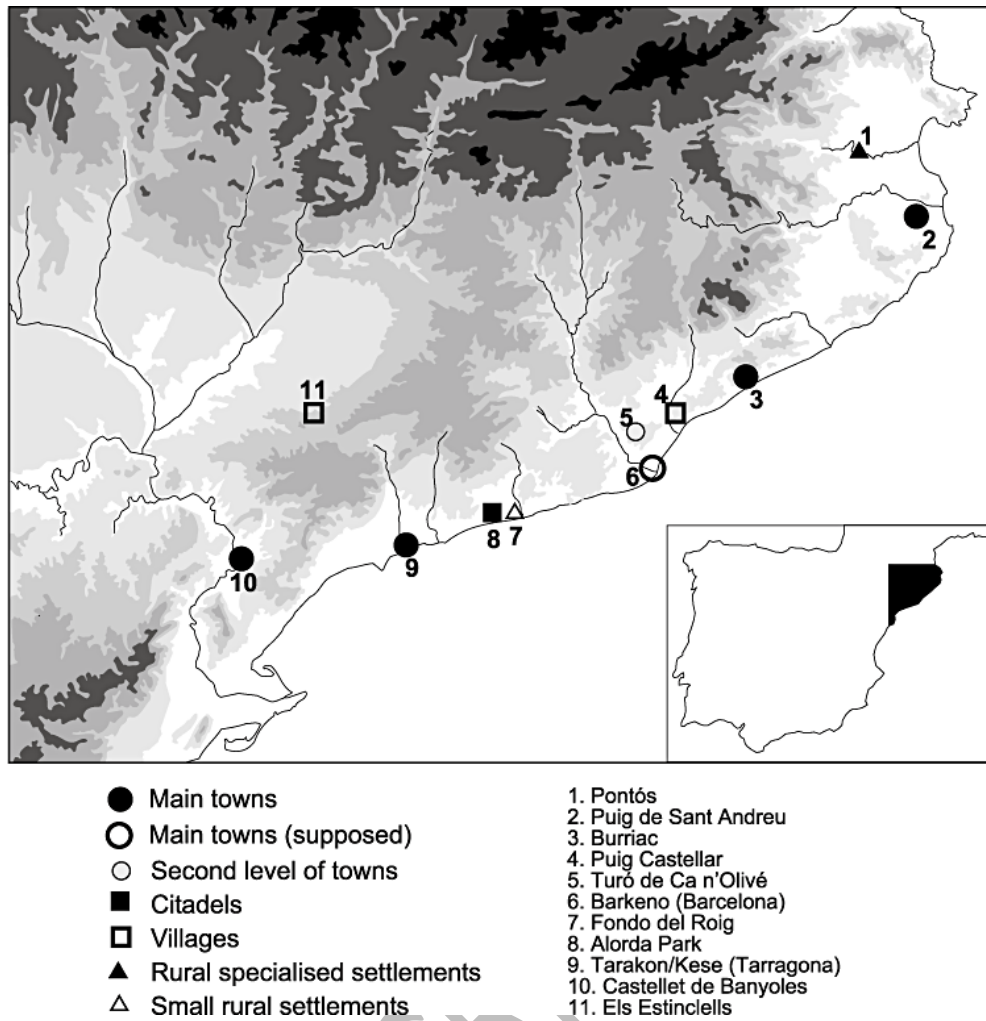 1
2
3
4
5
6
7
8
9
10
11
Main towns
Main towns (supposed)
Second level of towns
Citadels
Villages
Rural specialised settlements
Small rural settlements
1. Pontós
2. Puig de Sant Andreu
3. Burriac
4. Puig Castellar
5. Turó de Ca n'Olivé
6. Barkeno (Barcelona)
7. Fondo del Roig
8. Alorda Park
9. Tarakon/Kese (Tarragona)
10. Castellet de Banyoles
11. Els Estinclells